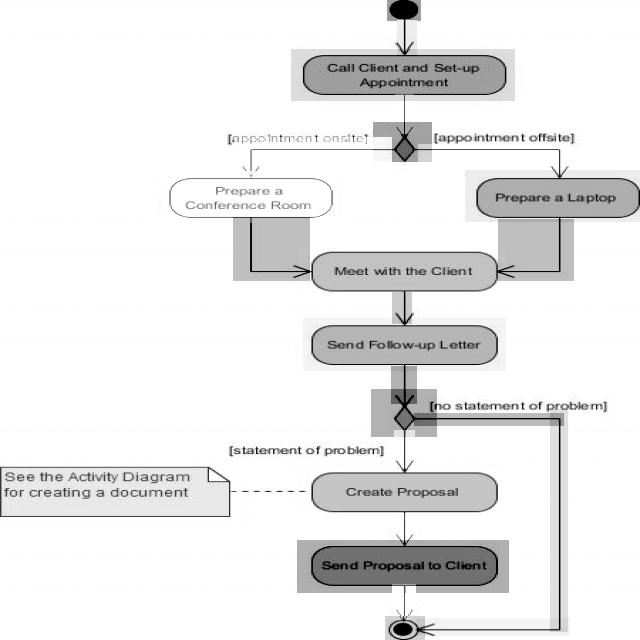 Call Client and Set-up
Appointment
[appointment onsite]
[appointment offsite]
Prepare a
Conference Room
Prepare a Laptop
Meet with the Client
Send Follow-up Letter
[no statement of problem]
[statement of problem]
See the Activity Diagram
for creating a document
Create Proposal
Send Proposal to Client